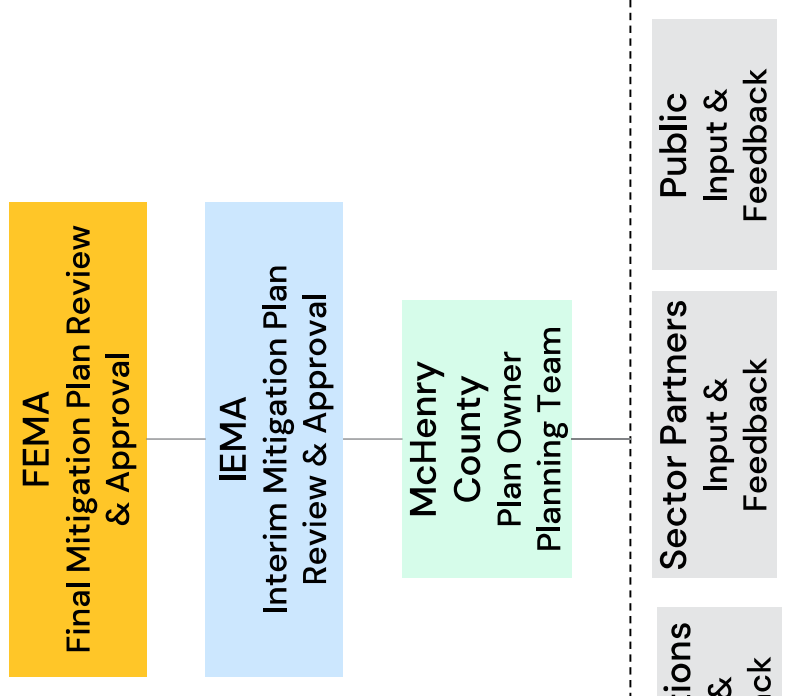 FEMA
Final Mitigation Plan Review
& Approval
IEMA
Interim Mitigation Plan
Review & Approval
McHenry
County
Plan Owner
Planning Team
Sector Partners
Input &
Feedback
Public
Input &
Feedback
&